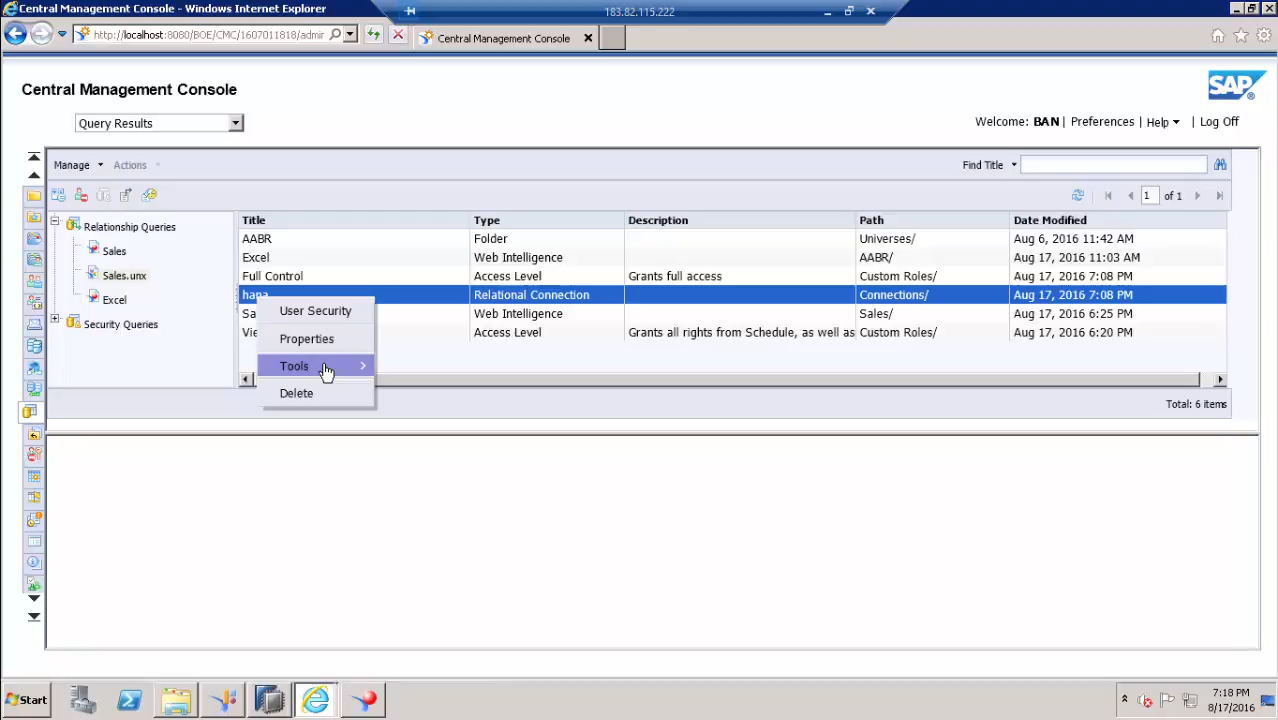 Central Management Console - Windows Internet Explorer
183.82.115.222
http://localhost:8080/BOE/CMC/1607011818/admir
Central Management Console
Central Management Console
SAP
Query Results
Welcome: BAN | Preferences | Help | Log Off
Manage Actions
Find Title
1 of 1
Relationship Queries
Sales
Sales.unx
Excel
Security Queries
Title Type Description Path Date Modified
AABR Folder Universes/ Aug 6, 2016 11:42 AM
Excel Web Intelligence AABR/ Aug 17, 2016 11:03 AM
Full Control Access Level Grants full access Custom Roles/ Aug 17, 2016 7:08 PM
hana Relational Connection Connections/ Aug 17, 2016 7:08 PM
Sa Web Intelligence Sales/ Aug 17, 2016 6:25 PM
Vie Access Level Grants all rights from Schedule, as well as Custom Roles/ Aug 17, 2016 6:20 PM
User Security
Properties
Tools
Delete
Total: 6 items
Start
7:18 PM
8/17/2016